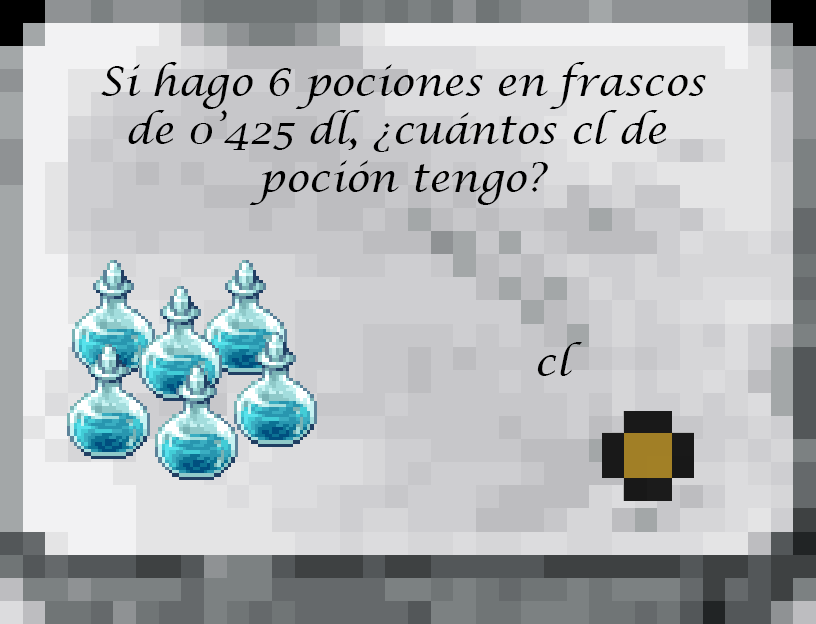 Si hago 6 pociones en frascos
de 0’425 dl, ¿cuántos cl de
poción tengo?
cl